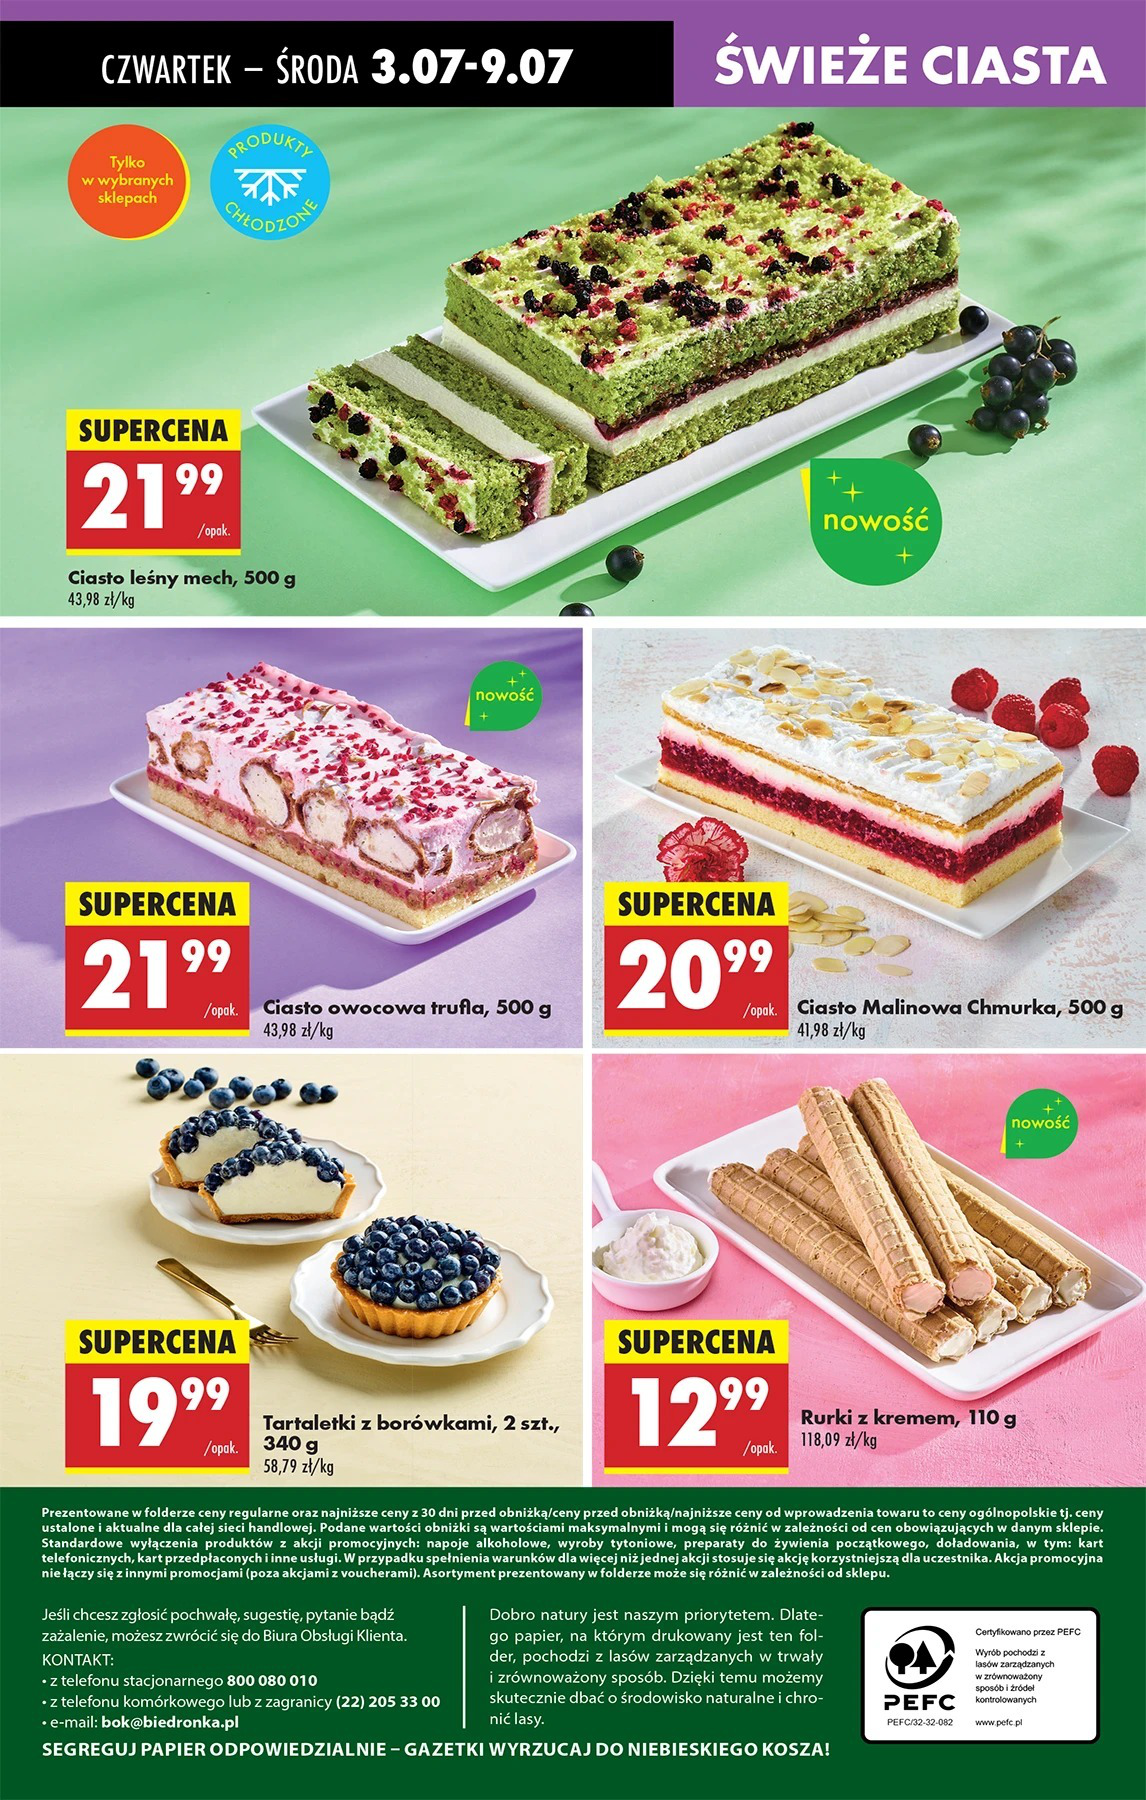 CZWARTEK – ŚRODA 3.07-9.07
ŚWIEŻE CIASTA
Tylko
w wybranych
sklepach
PRODUKTY
CHŁODZONE
SUPERCENA
21 99
/opak.
nowość
Ciasto leśny mech, 500 g
43,98 zł/kg
nowość
SUPERCENA
21 99
/opak.
Ciasto owocowa trufla, 500 g
43,98 zł/kg
SUPERCENA
20 99
/opak.
Ciasto Malinowa Chmurka, 500 g
41,98 zł/kg
SUPERCENA
19 99
/opak.
Tartaletki z borówkami, 2 szt.,
340 g
58,79 zł/kg
nowość
SUPERCENA
12 99
/opak.
Rurki z kremem, 110 g
118,09 zł/kg
Prezentowane w folderze ceny regularne oraz najniższe ceny z 30 dni przed obniżką/ceny przed obniżką/najniższe ceny od wprowadzenia towaru to ceny ogólnopolskie tj. ceny
ustalone i aktualne dla całej sieci handlowej. Podane wartości obniżki są wartościami maksymalnymi i mogą się różnić w zależności od cen obowiązujących w danym sklepie.
Standardowe wyłączenia produktów z akcji promocyjnych: napoje alkoholowe, wyroby tytoniowe, preparaty do żywienia początkowego, doładowania, w tym: kart
telefonicznych, kart przedpłaconych i inne usługi. W przypadku spełnienia warunków dla więcej niż jednej akcji stosuje się akcję korzystniejszą dla uczestnika. Akcja promocyjna
nie łączy się z innymi promocjami (poza akcjami z voucherami). Asortyment prezentowany w folderze może się różnić w zależności od sklepu.
Jeśli chcesz zgłosić pochwałę, sugestię, pytanie bądź
zażalenie, możesz zwrócić się do Biura Obsługi Klienta.
KONTAKT:
• z telefonu stacjonarnego 800 080 010
• z telefonu komórkowego lub z zagranicy (22) 205 33 00
• e-mail: bok@biedronka.pl
Dobro natury jest naszym priorytetem. Dlate-
go papier, na którym drukowany jest ten fol-
der, pochodzi z lasów zarządzanych w trwały
i zrównoważony sposób. Dzięki temu możemy
skutecznie dbać o środowisko naturalne i chro-
nić lasy.
SEGREGUJ PAPIER ODPOWIEDZIALNIE – GAZETKI WYRZUCAJ DO NIEBIESKIEGO KOSZA!
PEFC
PEFC/32-32-082
Certyfikowano przez PEFC
Wyrób pochodzi z
lasów zarządzanych
w zrównoważony
sposób i źródeł
kontrolowanych
www.pefc.pl